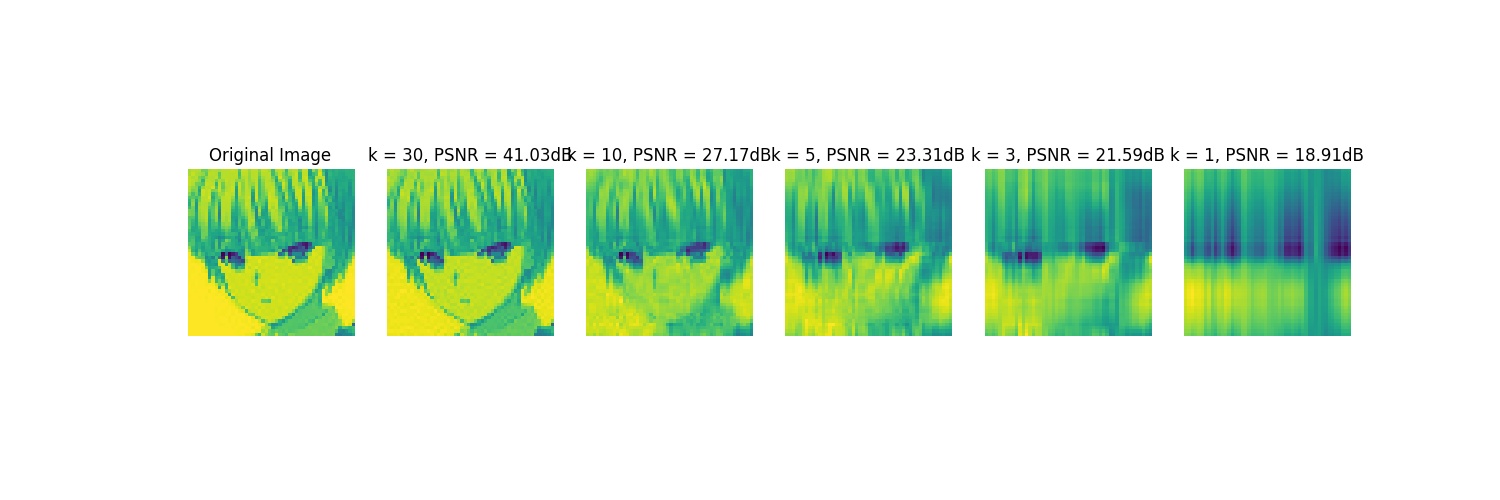 Original Image
k = 30, PSNR = 41.03dB
k = 10, PSNR = 27.17dB
k = 5, PSNR = 23.31dB
k = 3, PSNR = 21.59dB
k = 1, PSNR = 18.91dB